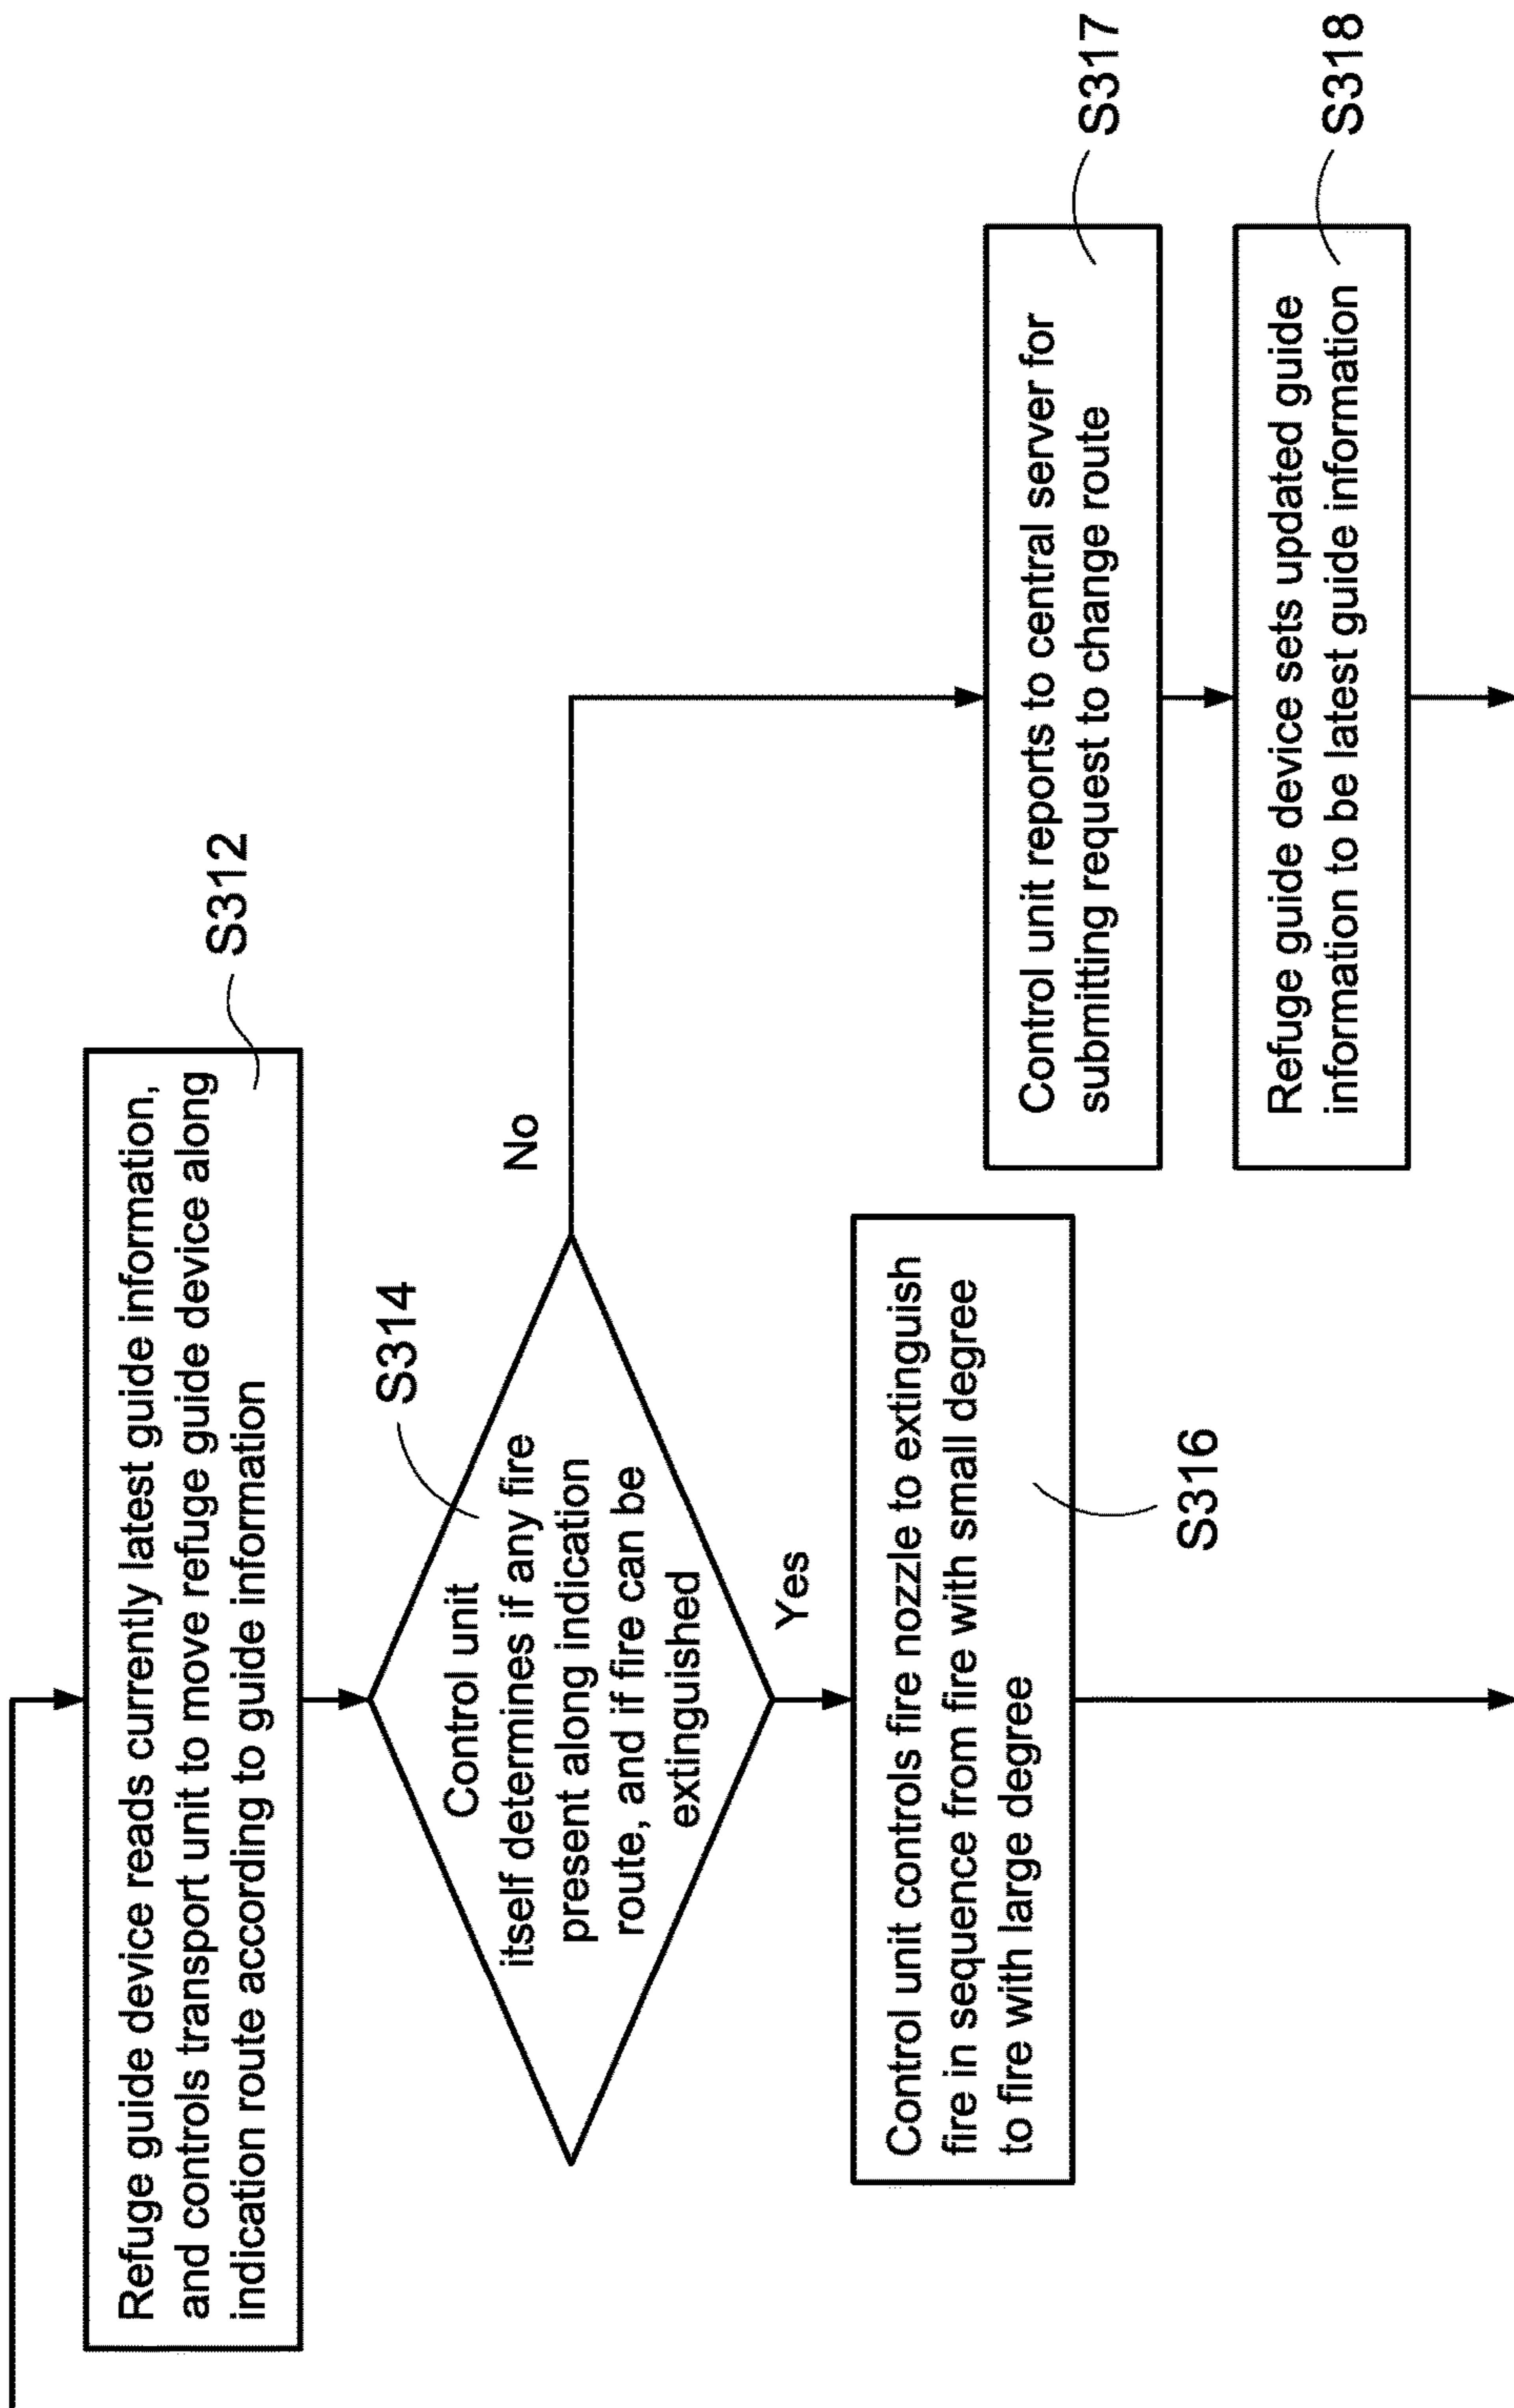 S312
Refuge guide device reads currently latest guide information,
and controls transport unit to move refuge guide device along
indication route according to guide information
S314
Control unit
itself determines if any fire
present along indication
route, and if fire can be
extinguished
No
Yes
Control unit controls fire nozzle to extinguish
fire in sequence from fire with small degree
to fire with large degree
S316
S317
Control unit reports to central server for
submitting request to change route
S318
Refuge guide device sets updated guide
information to be latest guide information